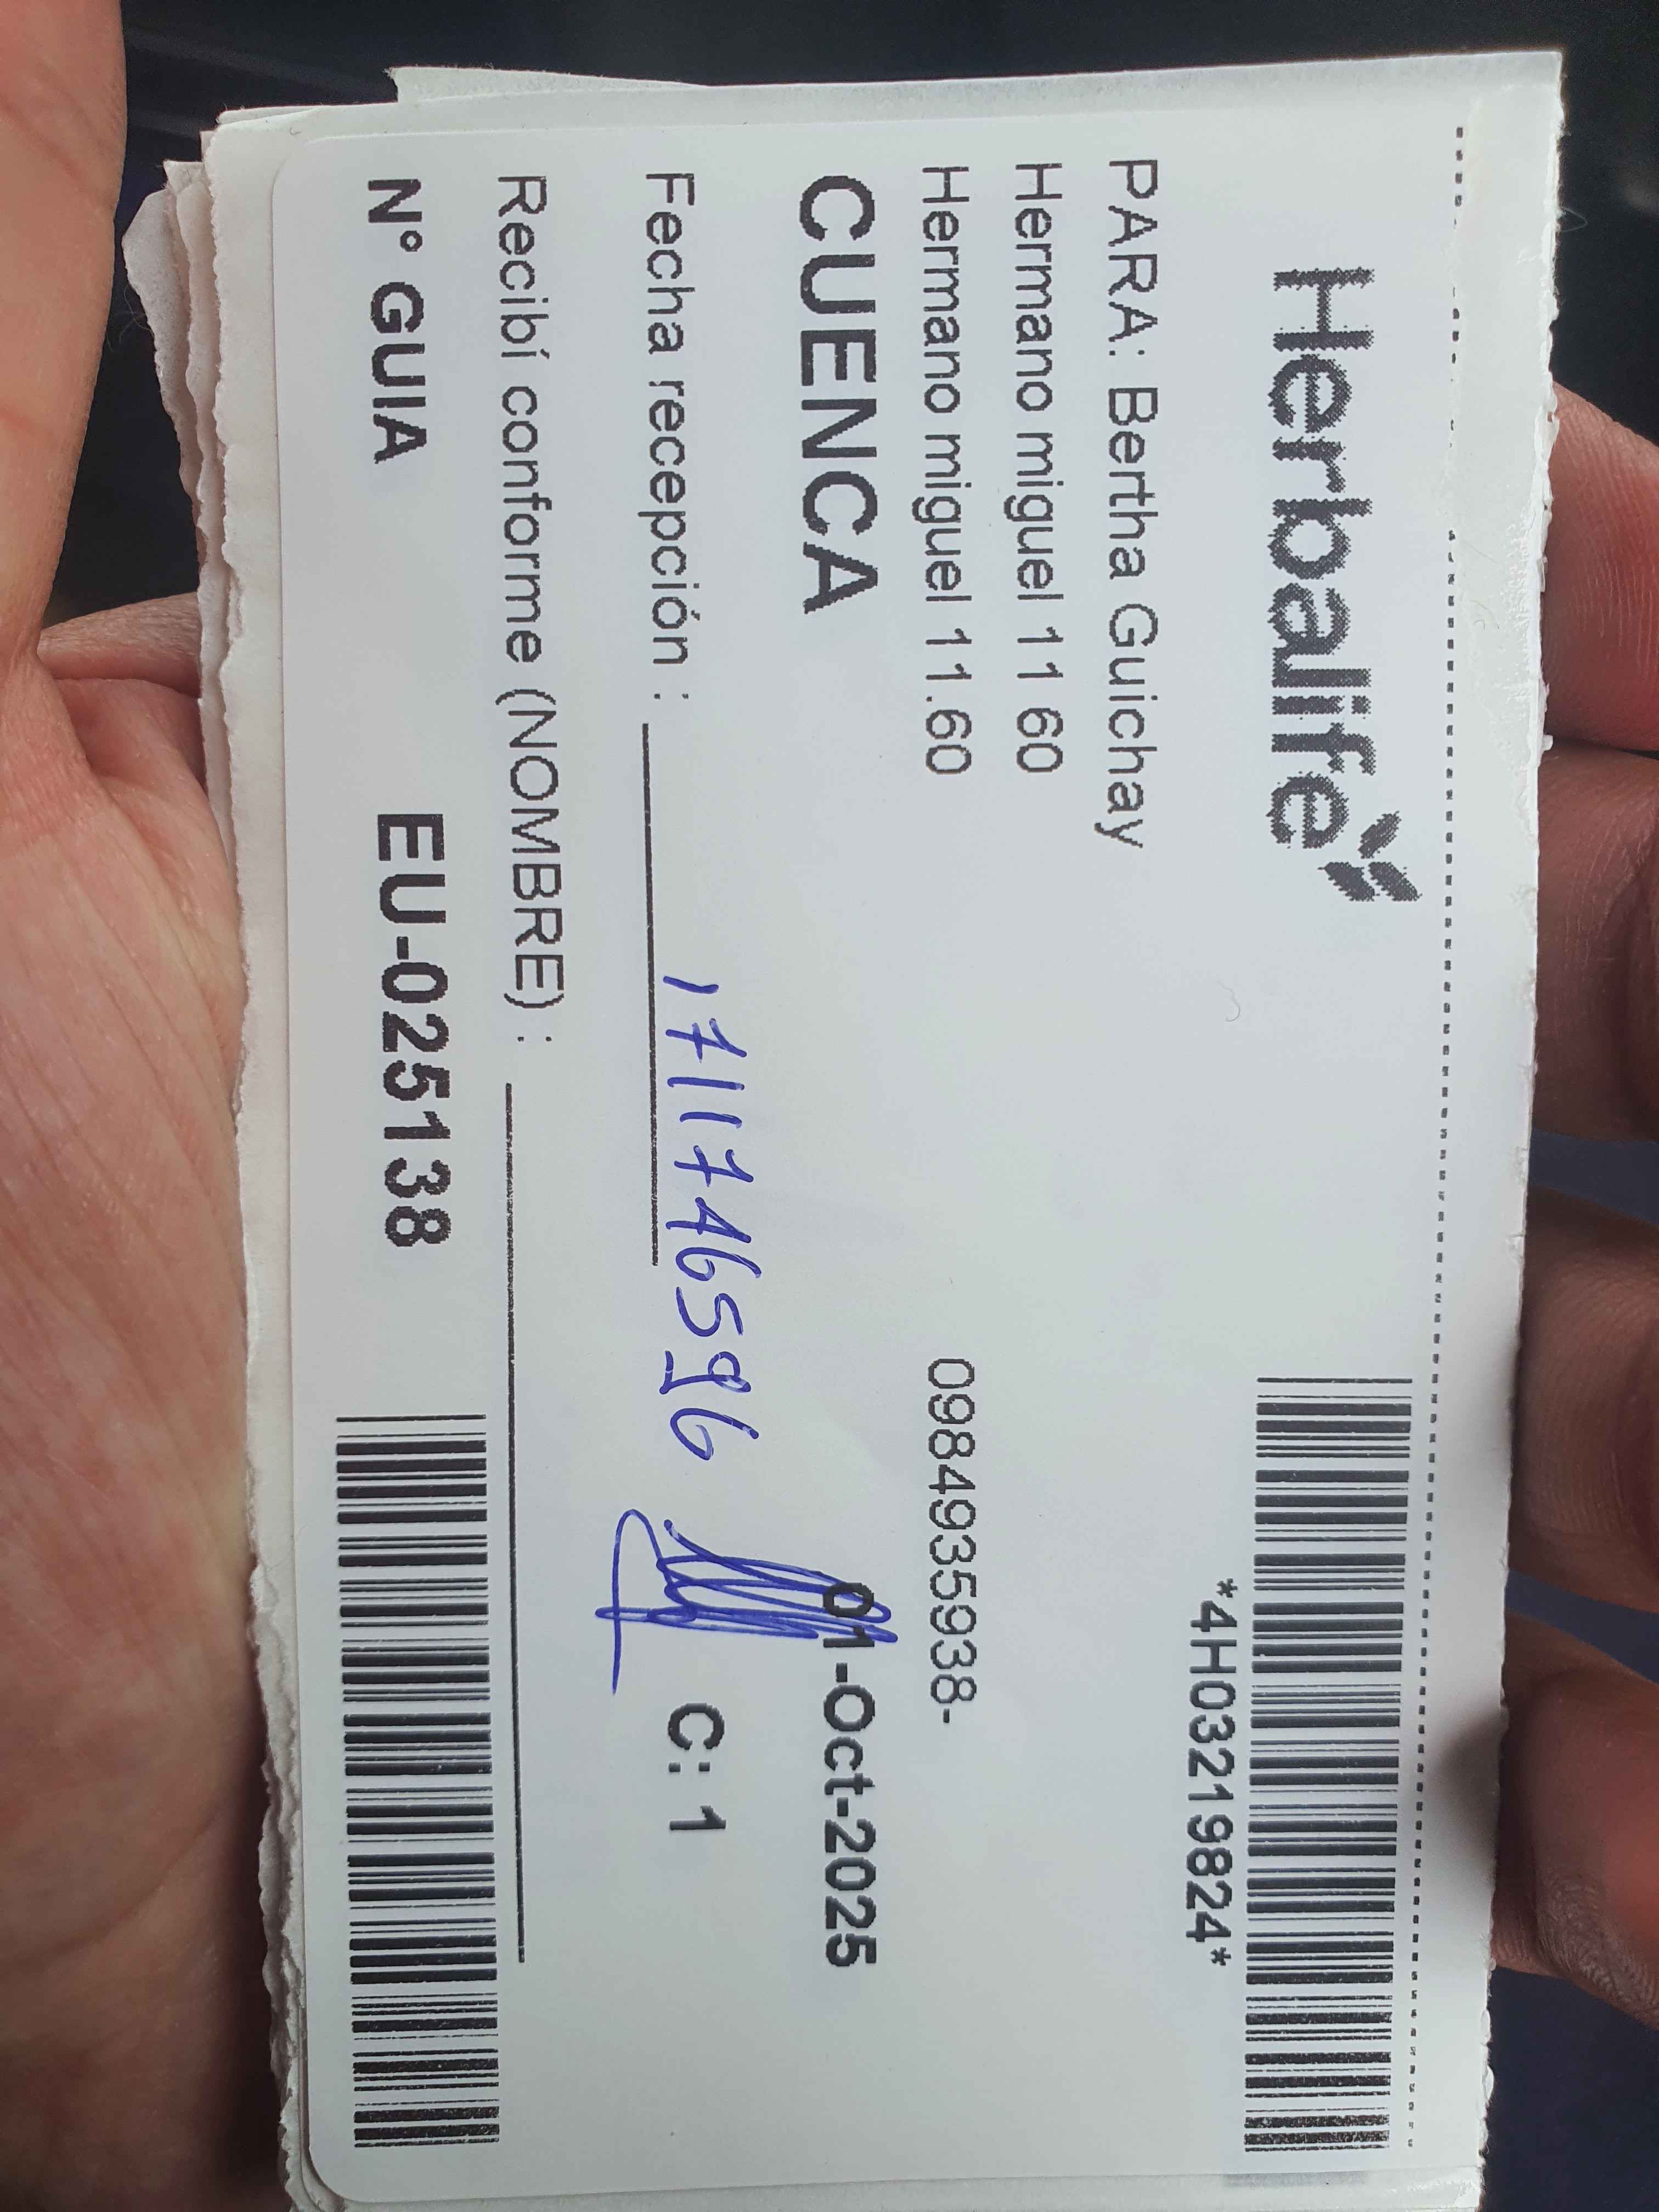 Herbalife
*4H03219824*
PARA: Bertha Guichay
Hermano miguel 11 60
Hermano miguel 11.60 0984935938-
CUENCA 01-Oct-2025
1711746596
Fecha recepción : C: 1
Recibí conforme (NOMBRE) :
N° GUIA EU-025138